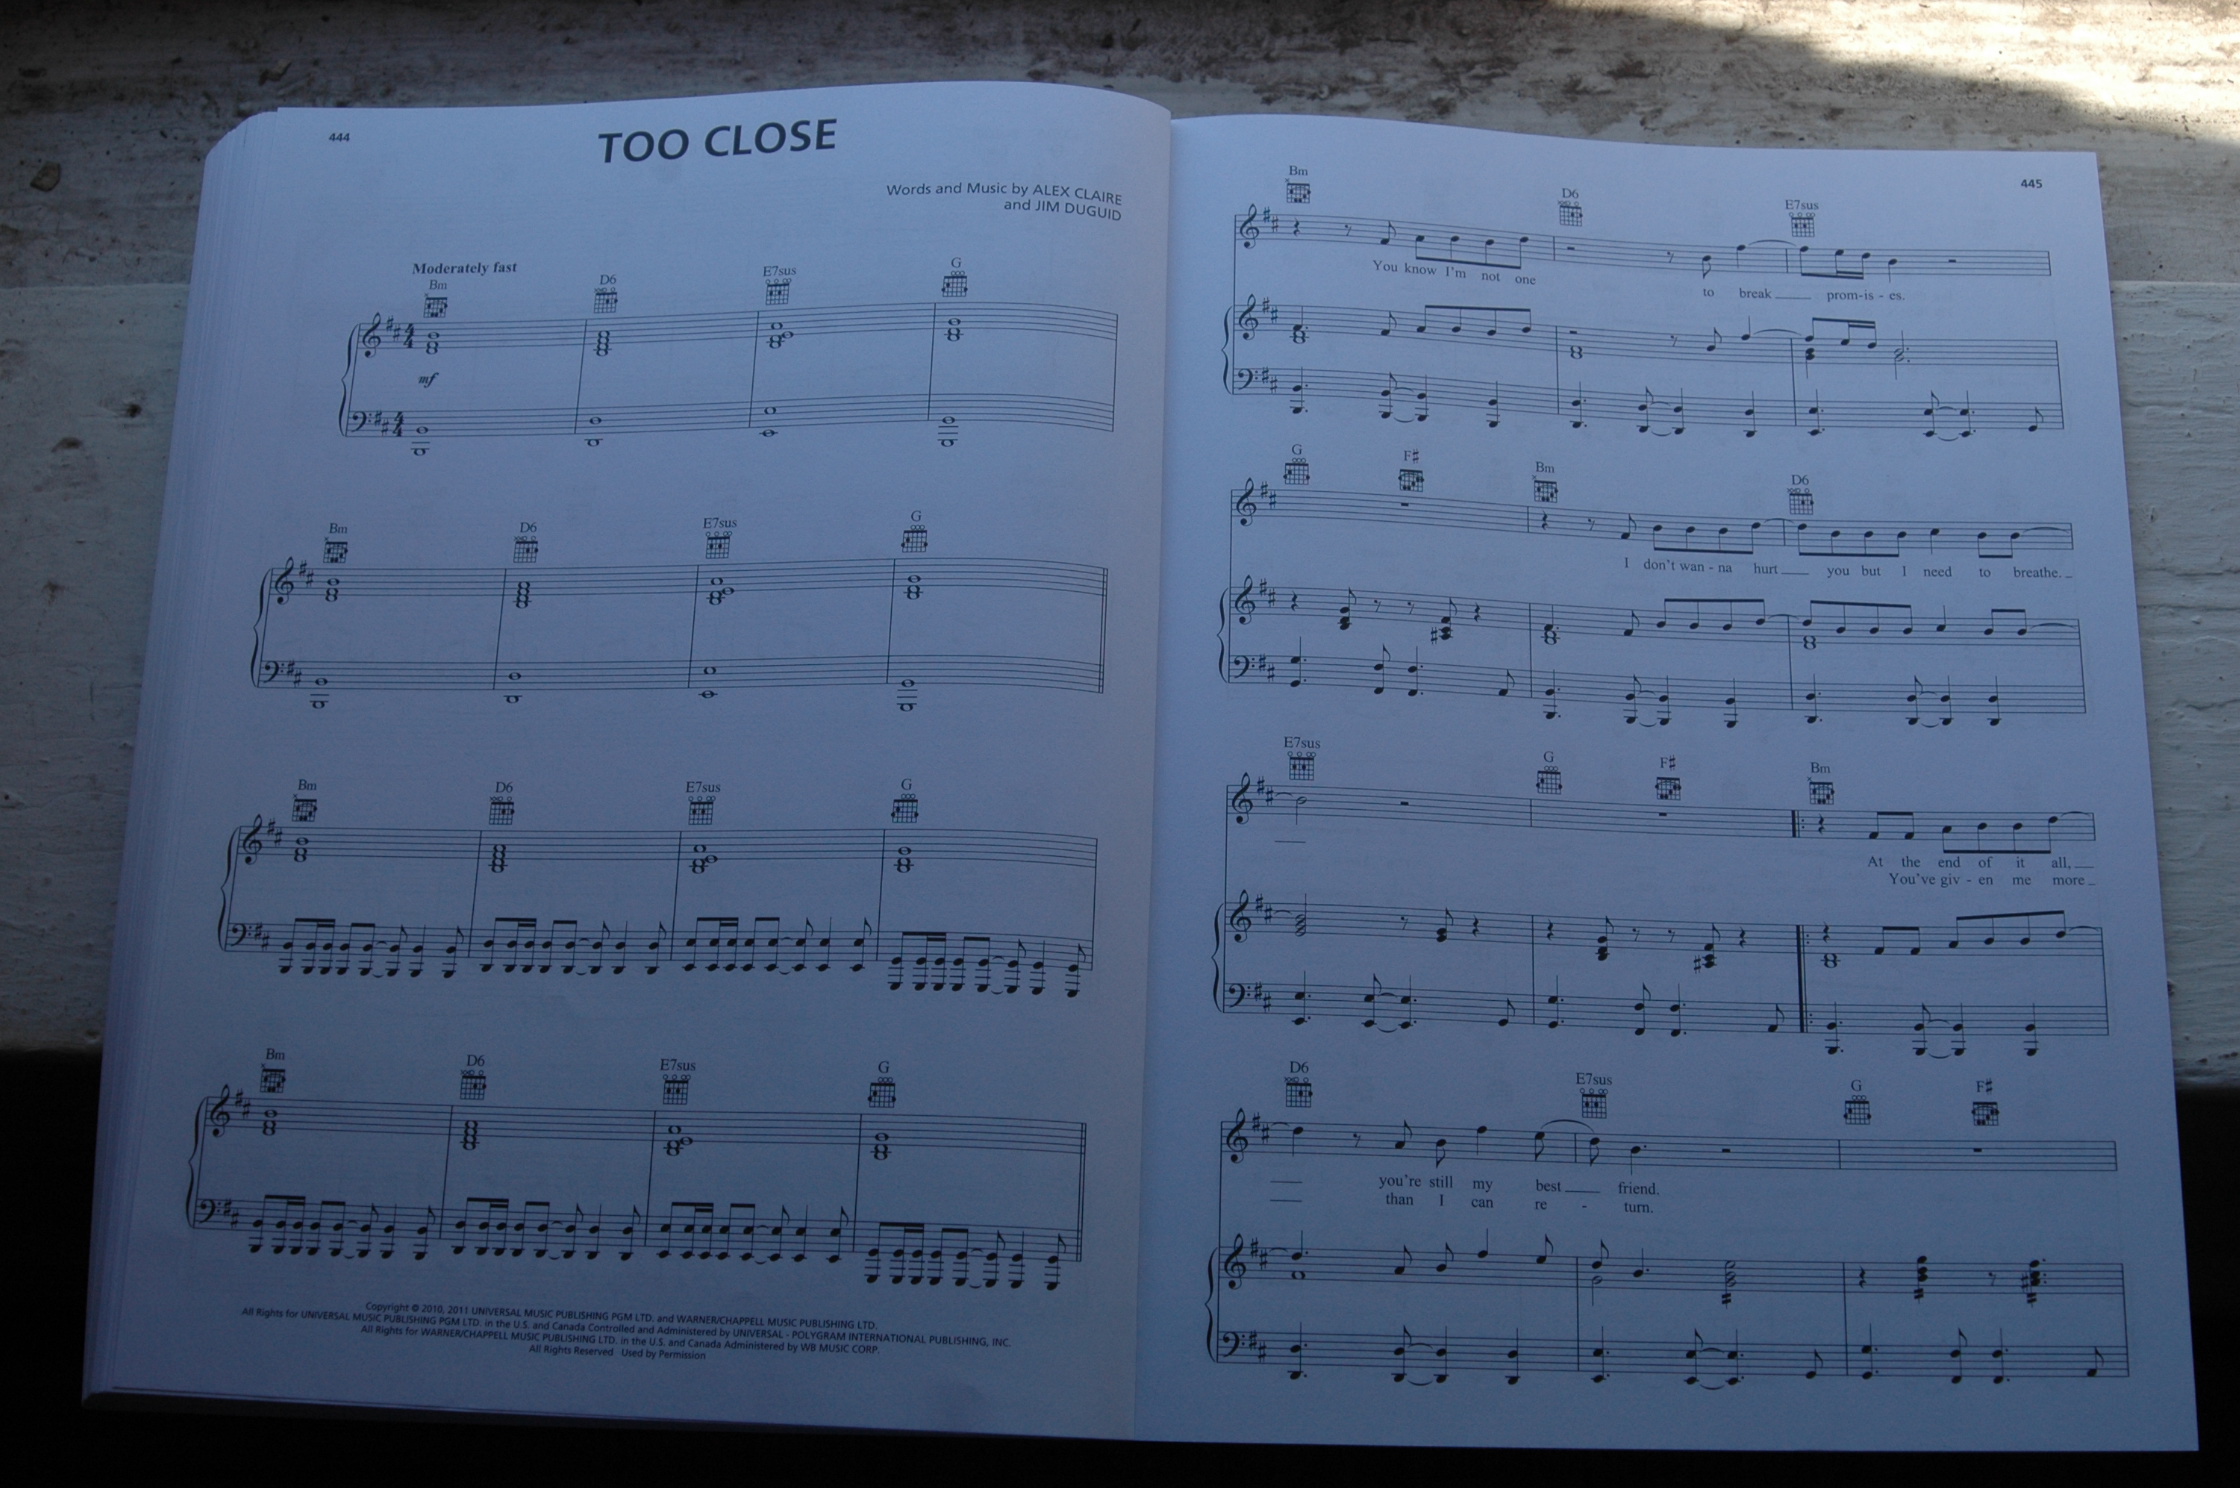 444
TOO CLOSE
Words and Music by ALEX CLAIRE
and JIM DUGUID
Moderately fast
Bm D6 E7sus G
mf
Bm D6 E7sus G
Bm D6 E7sus G
Bm D6 E7sus G
Copyright © 2010, 2011 UNIVERSAL MUSIC PUBLISHING PGM LTD. and WARNER/CHAPPELL MUSIC PUBLISHING LTD.
All Rights for UNIVERSAL MUSIC PUBLISHING PGM LTD. in the U.S. and Canada Controlled and Administered by UNIVERSAL - POLYGRAM INTERNATIONAL PUBLISHING, INC.
All Rights for WARNER/CHAPPELL MUSIC PUBLISHING LTD. in the U.S. and Canada Administered by WB MUSIC CORP.
All Rights Reserved Used by Permission
445
Bm D6 E7sus
You know I'm not one to break prom-is - es.
G F♯ Bm D6
I don't wan - na hurt you but I need to breathe.
E7sus G F♯ Bm
At the end of it all,
You've giv - en me more
D6 E7sus G F♯
you're still my best friend.
than I can re - turn.